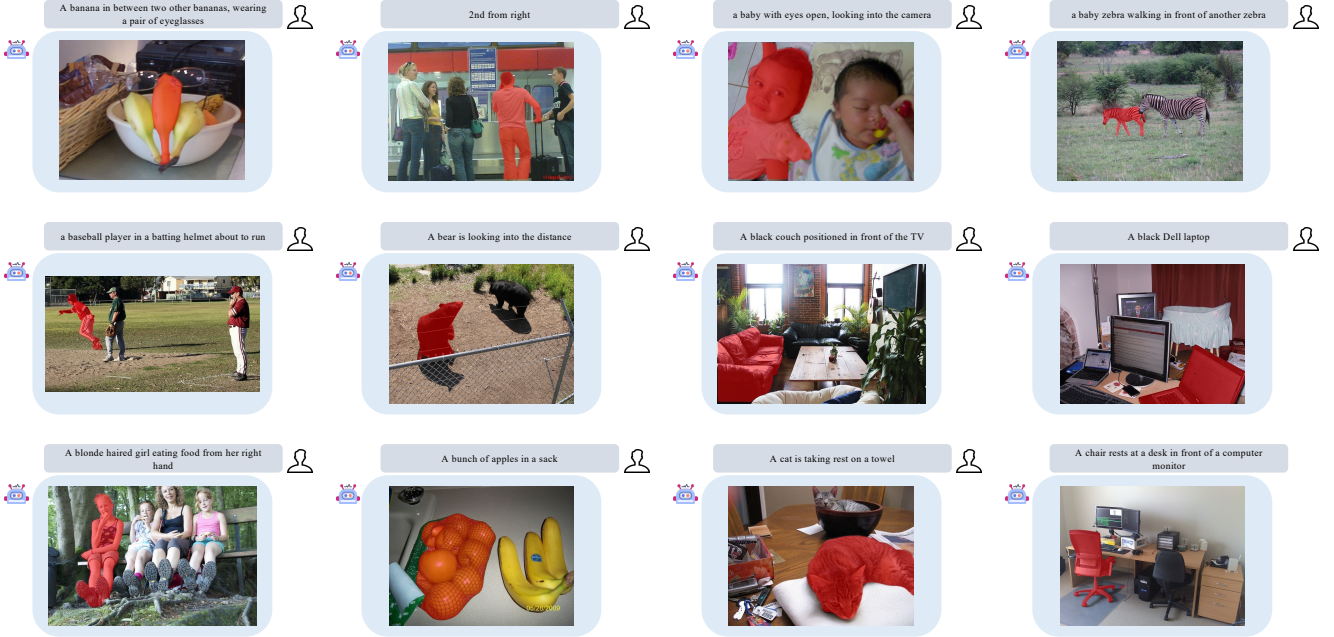 A banana in between two other bananas, wearing
a pair of eyeglasses
2nd from right
a baby with eyes open, looking into the camera
a baby zebra walking in front of another zebra
a baseball player in a batting helmet about to run
A bear is looking into the distance
A black couch positioned in front of the TV
A black Dell laptop
A blonde haired girl eating food from her right
hand
A bunch of apples in a sack
A cat is taking rest on a towel
A chair rests at a desk in front of a computer
monitor
06/28/2009